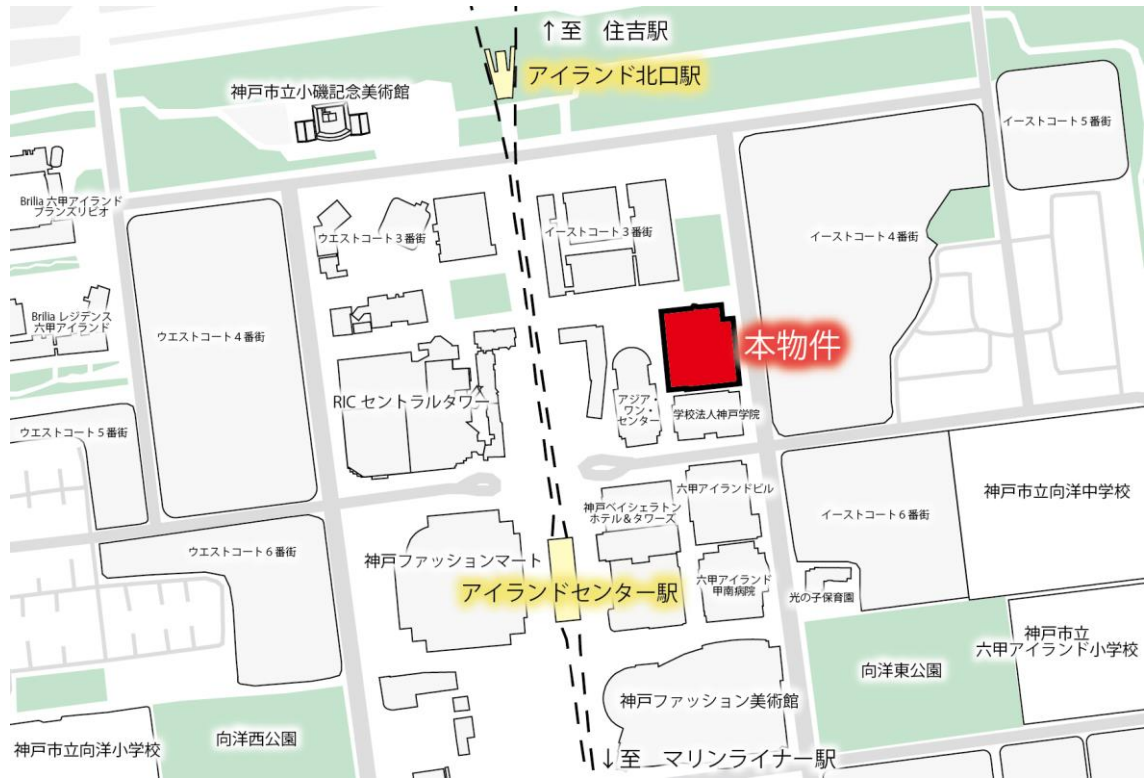 ↑至 住吉駅
アイランド北口駅
神戸市立小磯記念美術館
イーストコート5番街
Brilia 六甲アイランド
ブランズリビオ
ウエストコート3番街
イーストコート3番街
イーストコート4番街
Brilia レジデンス
六甲アイランド
ウエストコート4番街
本物件
RIC セントラルタワー
アジア・
ワン・
センター
学校法人神戸学院
ウエストコート5番街
六甲アイランドビル
神戸市立向洋中学校
神戸ベイシェラトン
ホテル&タワーズ
イーストコート6番街
ウエストコート6番街
神戸ファッションマート
アイランドセンター駅
六甲アイランド
甲南病院
光の子保育園
神戸市立
六甲アイランド小学校
向洋東公園
神戸ファッション美術館
神戸市立向洋小学校
向洋西公園
↓至 マリンライナー駅